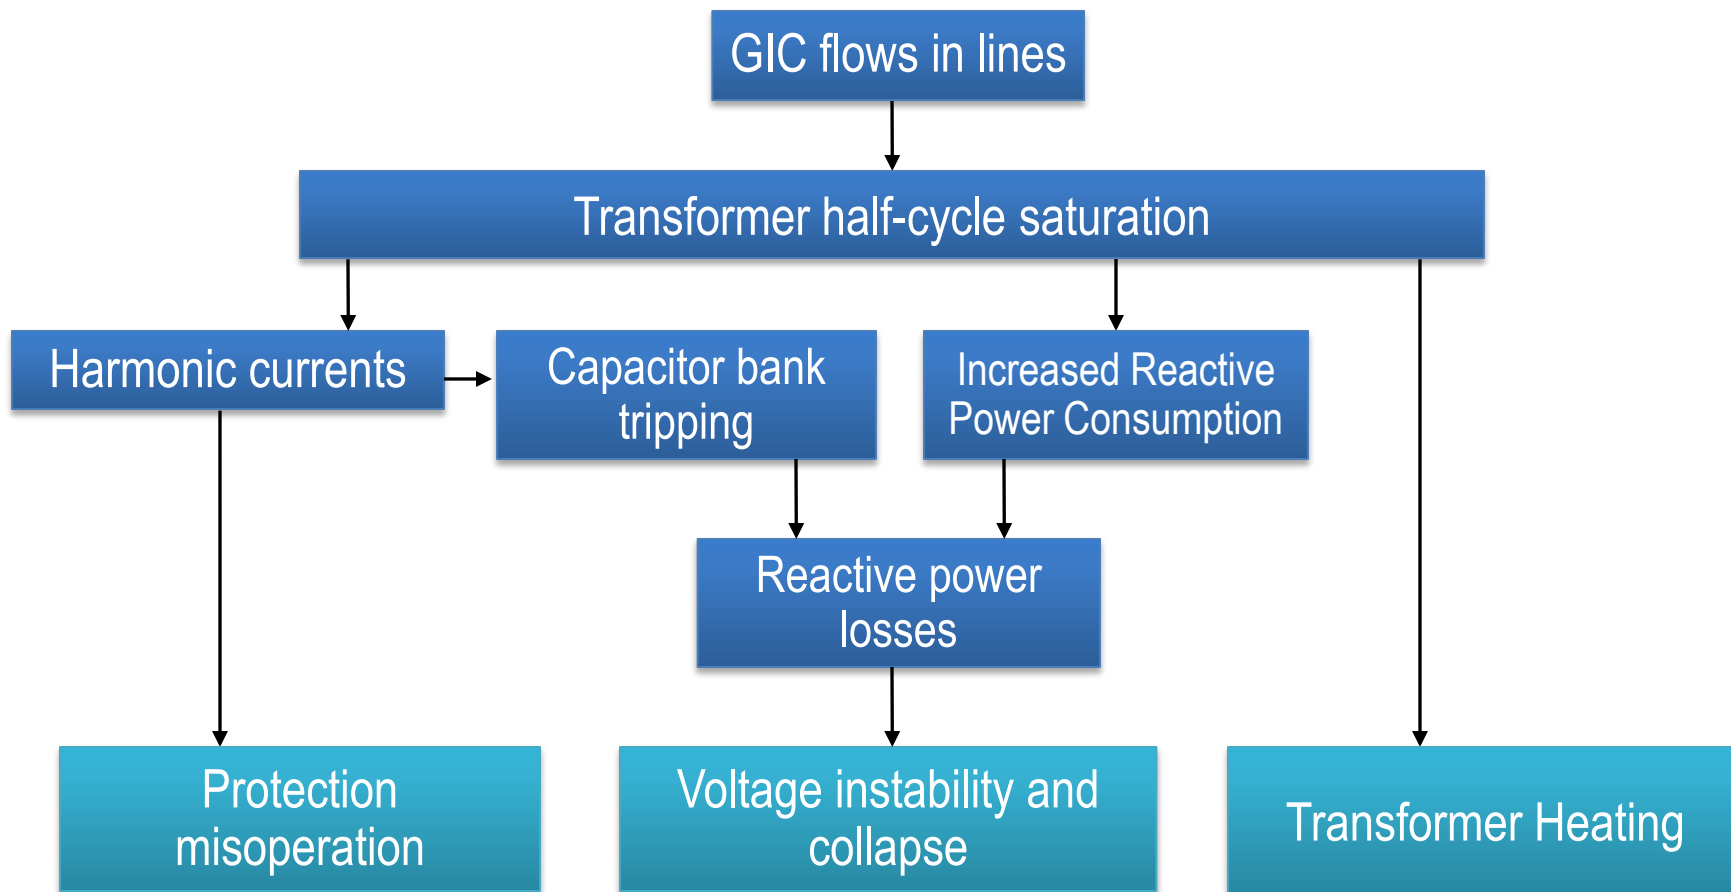 GIC flows in lines
Transformer half-cycle saturation
Harmonic currents
Capacitor bank
tripping
Increased Reactive
Power Consumption
Reactive power
losses
Protection
misoperation
Voltage instability and
collapse
Transformer Heating